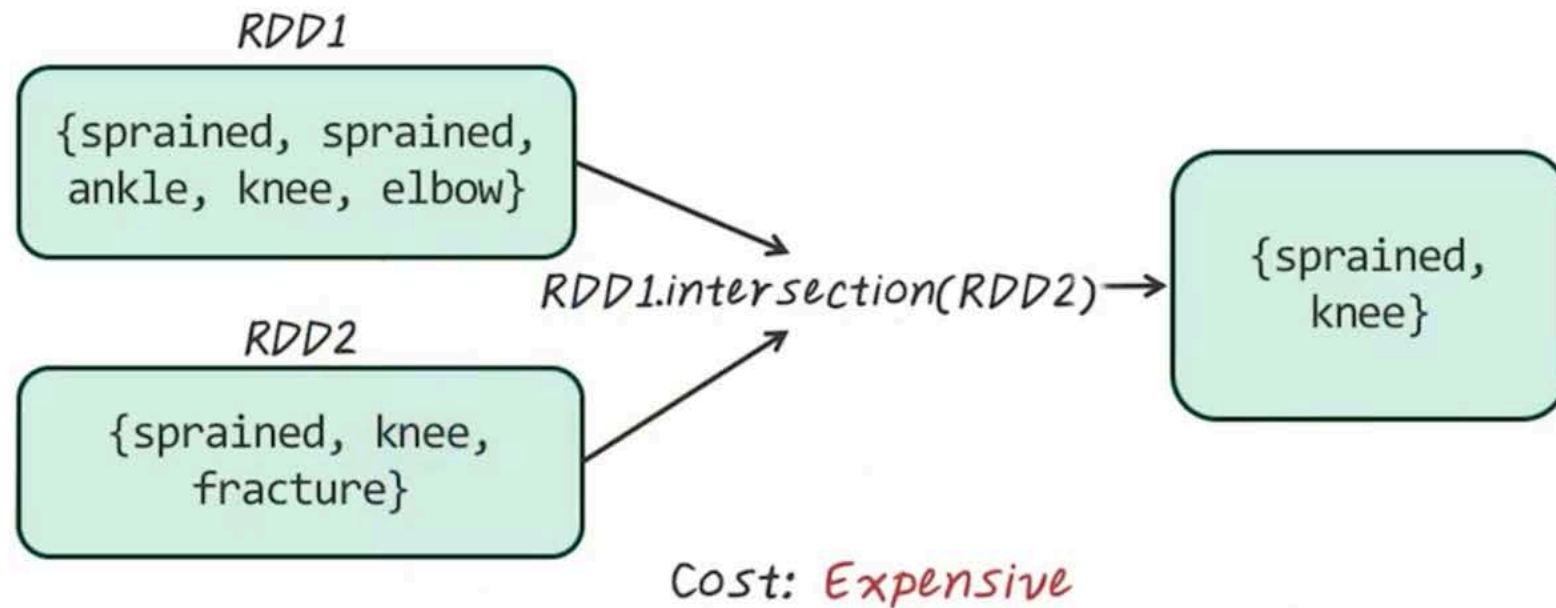 RDD1
{sprained, sprained,
ankle, knee, elbow}
RDD1.intersection(RDD2)
{sprained,
knee}
RDD2
{sprained, knee,
fracture}
Cost: Expensive